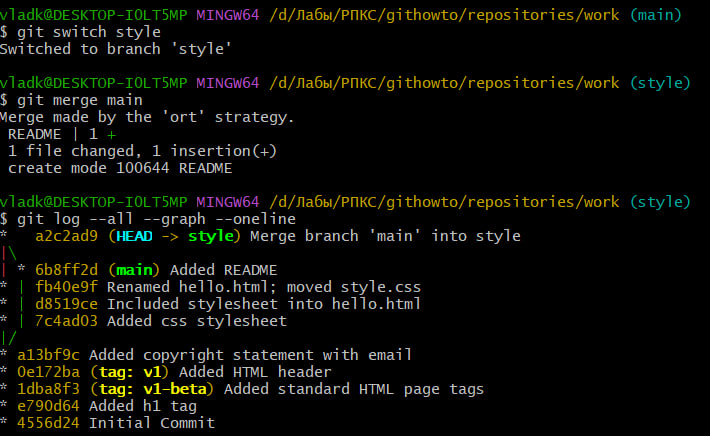 vladk@DESKTOP-I0LT5MP MINGW64 /d/Лабы/РПКС/githowto/repositories/work (main)
$ git switch style
Switched to branch 'style'
vladk@DESKTOP-I0LT5MP MINGW64 /d/Лабы/РПКС/githowto/repositories/work (style)
$ git merge main
Merge made by the 'ort' strategy.
 README | 1 +
 1 file changed, 1 insertion(+)
 create mode 100644 README
vladk@DESKTOP-I0LT5MP MINGW64 /d/Лабы/РПКС/githowto/repositories/work (style)
$ git log --all --graph --oneline
*   a2c2ad9 (HEAD -> style) Merge branch 'main' into style
|\
| * 6b8ff2d (main) Added README
* | fb40e9f Renamed hello.html; moved style.css
* | d8519ce Included stylesheet into hello.html
* | 7c4ad03 Added css stylesheet
|/
* a13bf9c Added copyright statement with email
* 0e172ba (tag: v1) Added HTML header
* 1dba8f3 (tag: v1-beta) Added standard HTML page tags
* e790d64 Added h1 tag
* 4556d24 Initial Commit